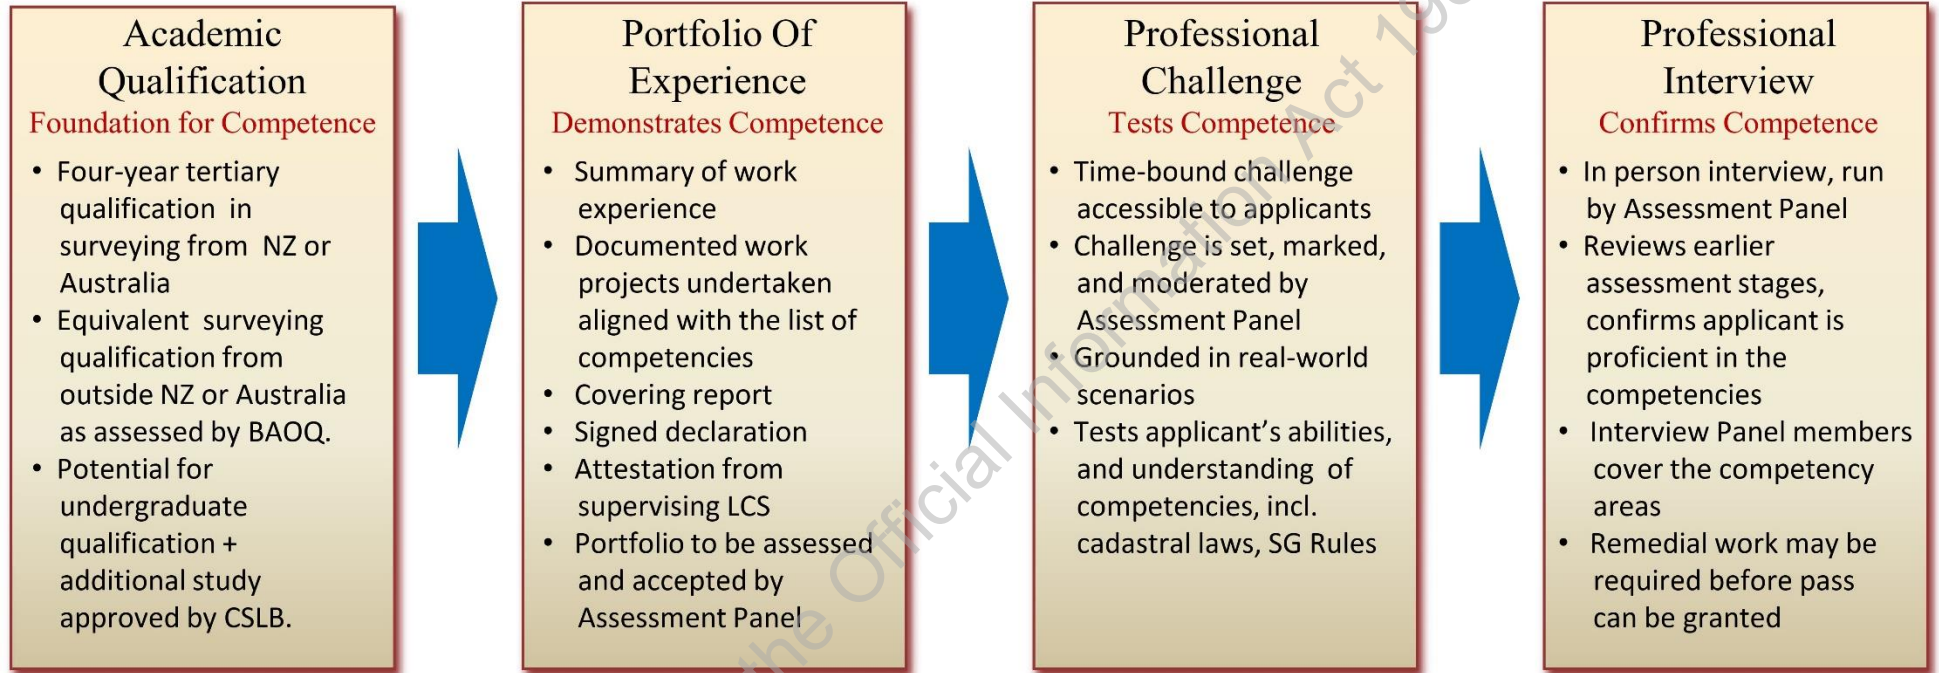 Academic
Qualification
Foundation for Competence
• Four-year tertiary
qualification in
surveying from NZ or
Australia
• Equivalent surveying
qualification from
outside NZ or Australia
as assessed by BAOQ.
• Potential for
undergraduate
qualification +
additional study
approved by CSLB.
Portfolio Of
Experience
Demonstrates Competence
• Summary of work
experience
• Documented work
projects undertaken
aligned with the list of
competencies
• Covering report
• Signed declaration
• Attestation from
supervising LCS
• Portfolio to be assessed
and accepted by
Assessment Panel
Professional
Challenge
Tests Competence
• Time-bound challenge
accessible to applicants
• Challenge is set, marked,
and moderated by
Assessment Panel
• Grounded in real-world
scenarios
• Tests applicant's abilities,
and understanding of
competencies, incl.
cadastral laws, SG Rules
Professional
Interview
Confirms Competence
• In person interview, run
by Assessment Panel
• Reviews earlier
assessment stages,
confirms applicant is
proficient in the
competencies
• Interview Panel members
cover the competency
areas
• Remedial work may be
required before pass
can be granted
the Official Information Act